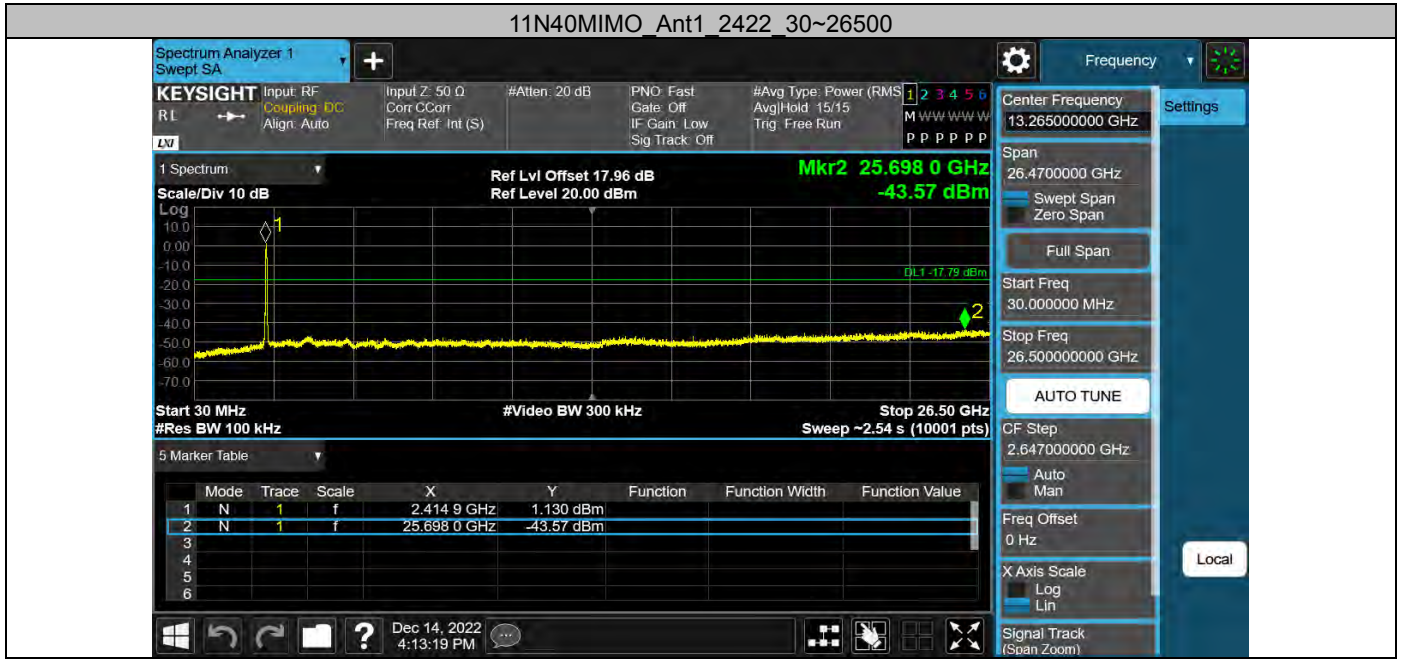 11N40MIMO_Ant1_2422_30~26500
Spectrum Analyzer 1
Swept SA
+
Frequency
KEYSIGHT
RL
LXI
Input: RF
Coupling: DC
Align: Auto
Input Z: 50 Ω
Corr CCorr
Freq Ref: Int (S)
#Atten: 20 dB
PNO: Fast
Gate: Off
IF Gain: Low
Sig Track: Off
#Avg Type: Power (RMS
Avg|Hold: 15/15
Trig: Free Run
1 2 3 4 5 6
M W W W W W
P P P P P P
1 Spectrum
Scale/Div 10 dB
Log
Ref Lvl Offset 17.96 dB
Ref Level 20.00 dBm
Mkr2 25.698 0 GHz
-43.57 dBm
10.0
0.00
-10.0
-20.0
-30.0
-40.0
-50.0
-60.0
-70.0
1
DL1 -17.79 dBm
2
Start 30 MHz
#Res BW 100 kHz
#Video BW 300 kHz
Stop 26.50 GHz
Sweep ~2.54 s (10001 pts)
5 Marker Table
Mode Trace Scale X Y Function Function Width Function Value
1 N 1 f 2.414 9 GHz 1.130 dBm
2 N 1 f 25.698 0 GHz -43.57 dBm
3
4
5
6
?
Dec 14, 2022
4:13:19 PM
Center Frequency
13.265000000 GHz
Span
26.4700000 GHz
Swept Span
Zero Span
Full Span
Start Freq
30.000000 MHz
Stop Freq
26.500000000 GHz
AUTO TUNE
CF Step
2.647000000 GHz
Auto
Man
Freq Offset
0 Hz
X Axis Scale
Log
Lin
Signal Track
(Span Zoom)
Settings
Local